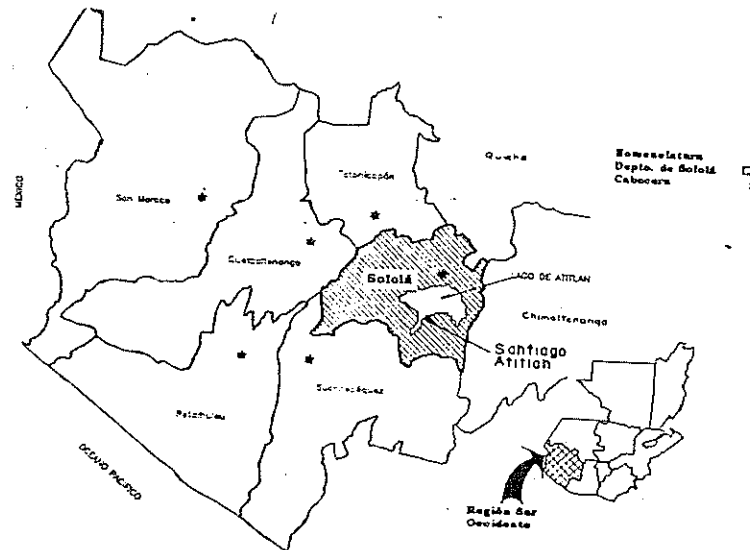 MEXICO
San Marcos
Quetzaltenango
Totonicapán
Quiche
Nomenclatura
Depto. de Sololá
Cabecera
Sololá
LAGO DE ATITLAN
Chimaltenango
Santiago
Atitlan
Retalhuleu
Suchitepéquez
OCEANO PACIFICO
Región Sur
Occidente